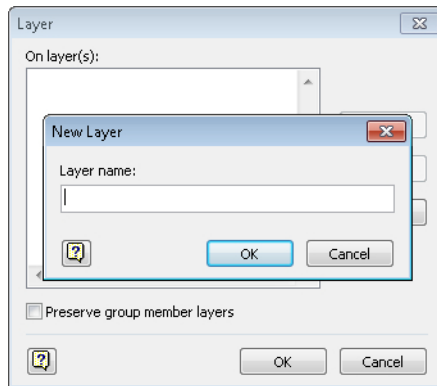 Layer
On layer(s):
New Layer
Layer name:
OK
Cancel
Preserve group member layers
OK
Cancel